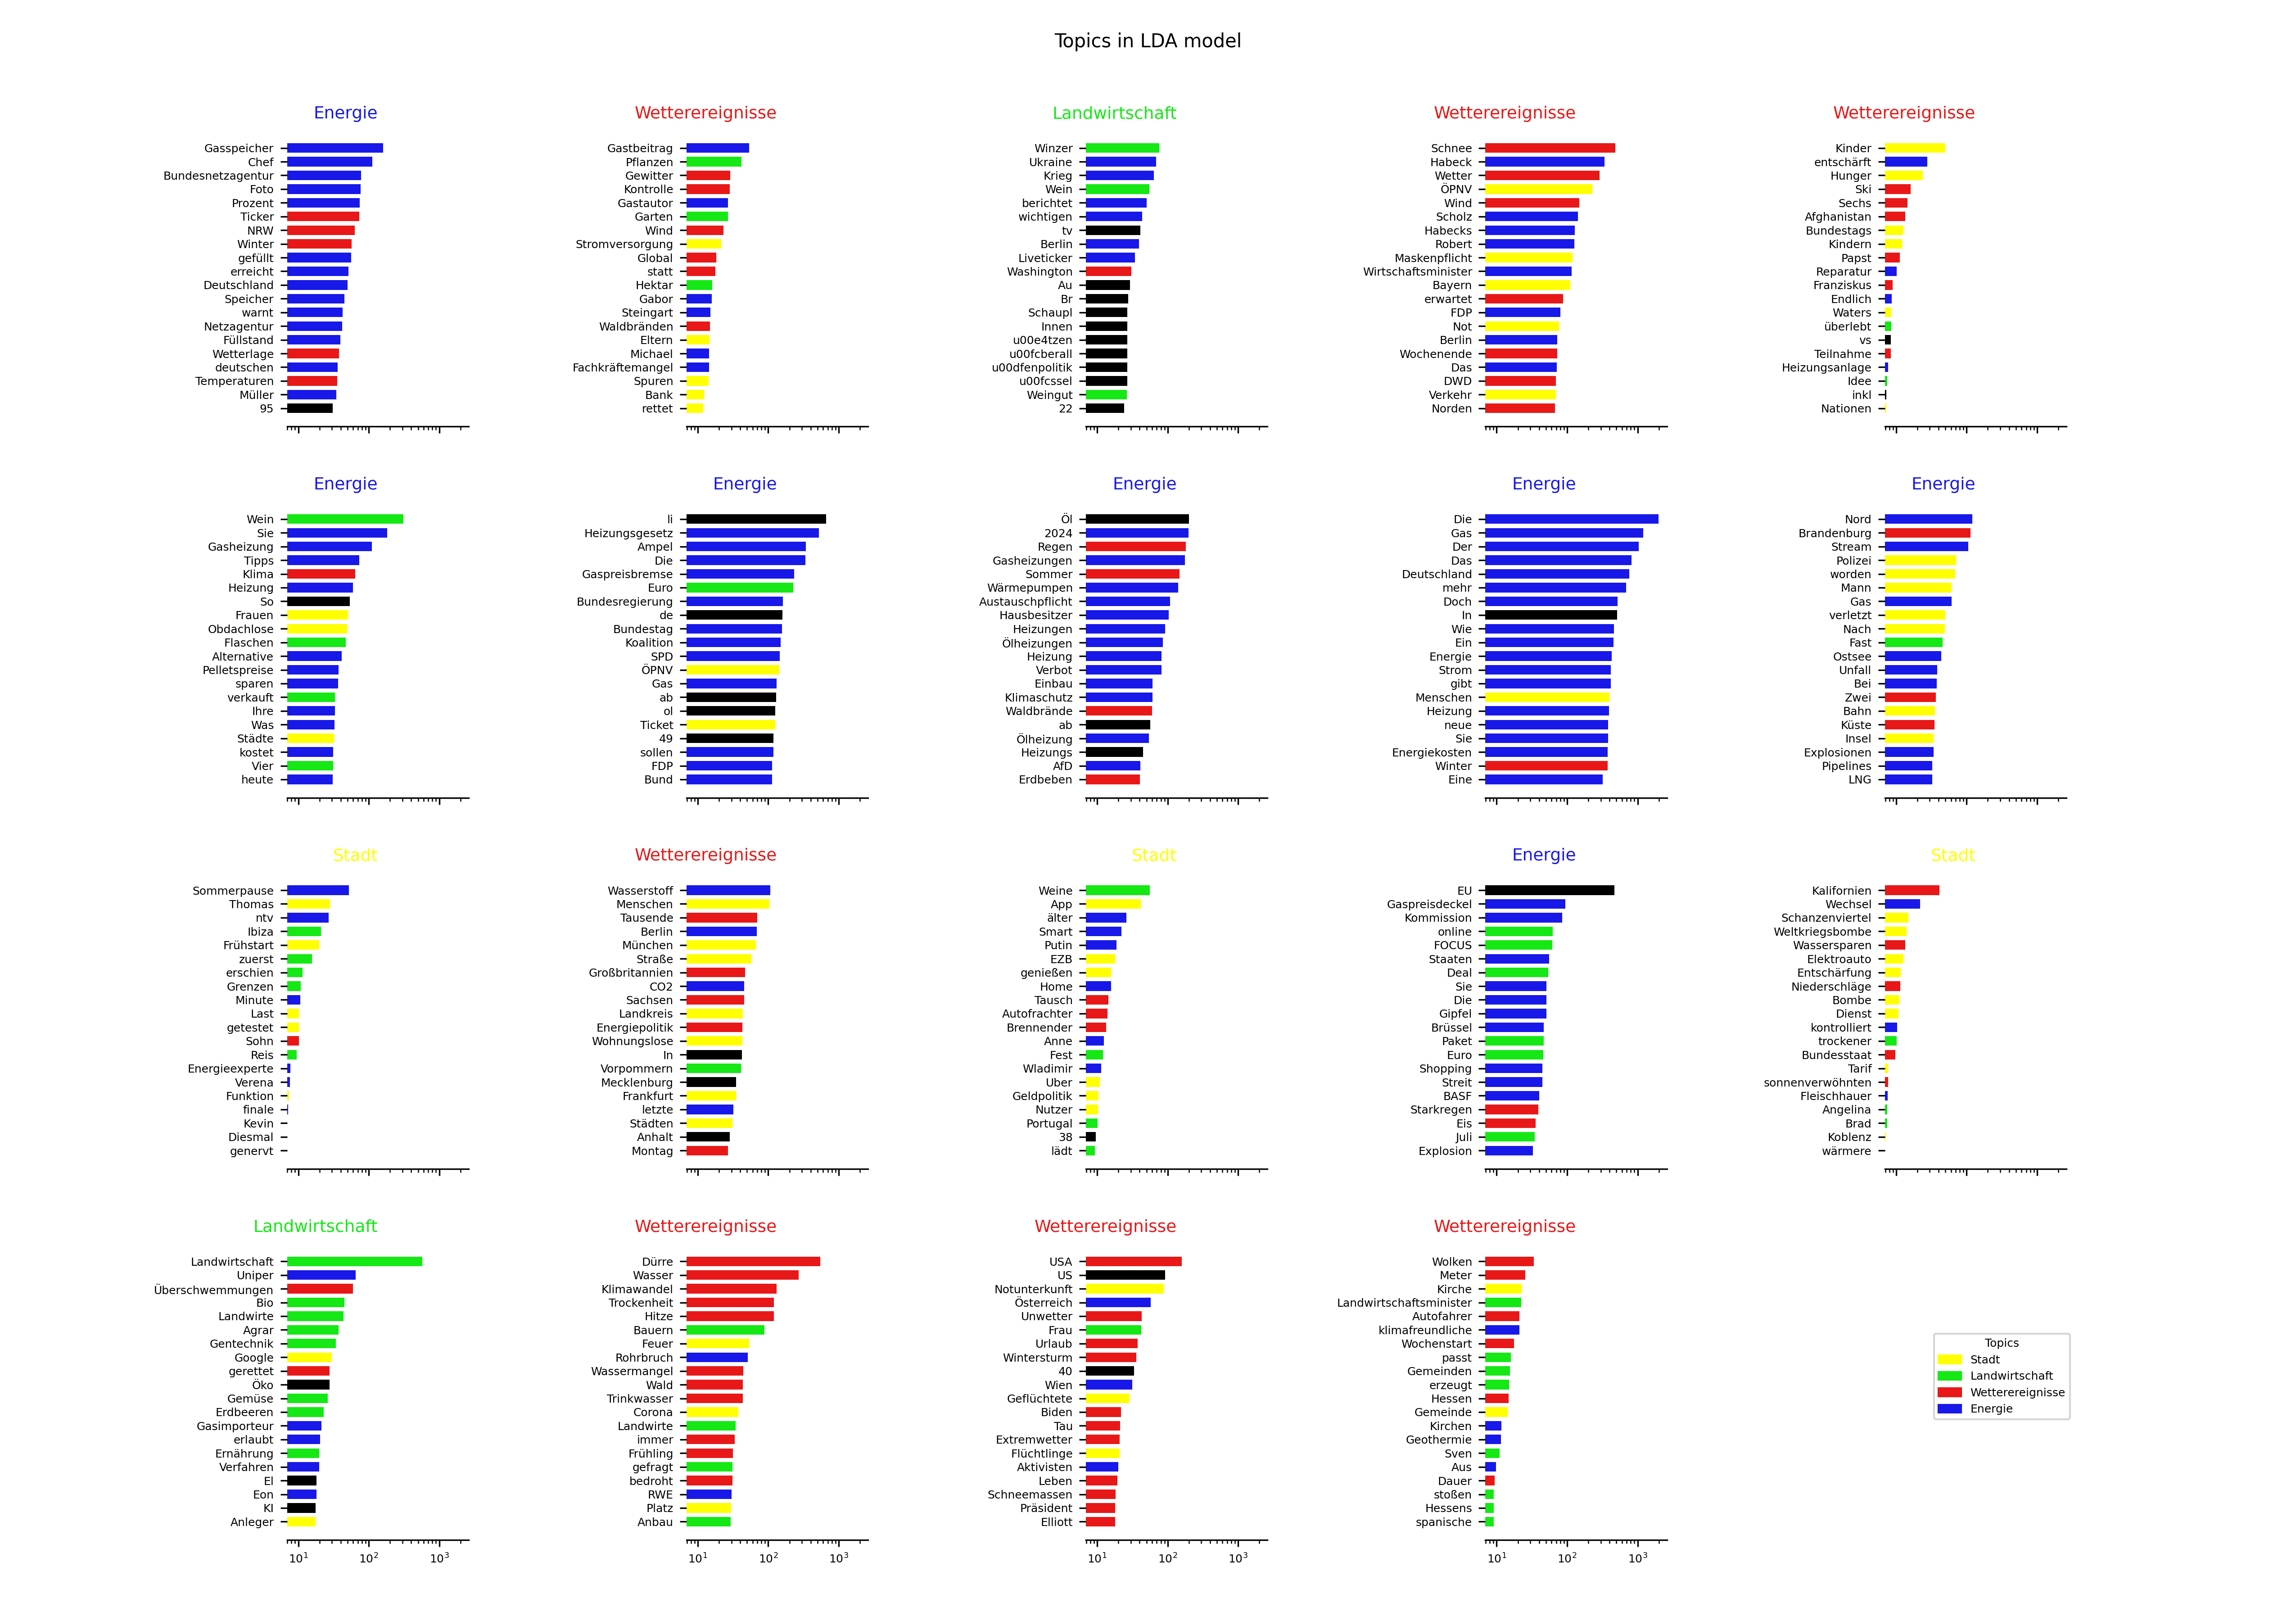 Topics in LDA model
Energie
Gasspeicher
Chef
Bundesnetzagentur
Foto
Prozent
Ticker
NRW
Winter
gefüllt
erreicht
Deutschland
Speicher
warnt
Netzagentur
Füllstand
Wetterlage
deutschen
Temperaturen
Müller
95
Wetterereignisse
Gastbeitrag
Pflanzen
Gewitter
Kontrolle
Gastautor
Garten
Wind
Stromversorgung
Global
statt
Hektar
Gabor
Steingart
Waldbränden
Eltern
Michael
Fachkräftemangel
Spuren
Bank
rettet
Landwirtschaft
Winzer
Ukraine
Krieg
Wein
berichtet
wichtigen
tv
Berlin
Liveticker
Washington
Au
Br
Schaupl
Innen
u00e4tzen
u00fcberall
u00dfenpolitik
u00fcssel
Weingut
22
Wetterereignisse
Schnee
Habeck
Wetter
ÖPNV
Wind
Scholz
Habecks
Robert
Maskenpflicht
Wirtschaftsminister
Bayern
erwartet
FDP
Not
Berlin
Wochenende
Das
DWD
Verkehr
Norden
Wetterereignisse
Kinder
entschärft
Hunger
Ski
Sechs
Afghanistan
Bundestags
Kindern
Papst
Reparatur
Franziskus
Endlich
Waters
überlebt
vs
Teilnahme
Heizungsanlage
Idee
inkl
Nationen
Energie
Wein
Sie
Gasheizung
Tipps
Klima
Heizung
So
Frauen
Obdachlose
Flaschen
Alternative
Pelletspreise
sparen
verkauft
Ihre
Was
Städte
kostet
Vier
heute
Energie
li
Heizungsgesetz
Ampel
Die
Gaspreisbremse
Euro
Bundesregierung
de
Bundestag
Koalition
SPD
ÖPNV
Gas
ab
ol
Ticket
49
sollen
FDP
Bund
Energie
Öl
2024
Regen
Gasheizungen
Sommer
Wärmepumpen
Austauschpflicht
Hausbesitzer
Heizungen
Ölheizungen
Heizung
Verbot
Einbau
Klimaschutz
Waldbrände
ab
Ölheizung
Heizungs
AfD
Erdbeben
Energie
Die
Gas
Der
Das
Deutschland
mehr
Doch
In
Wie
Ein
Energie
Strom
gibt
Menschen
Heizung
neue
Sie
Energiekosten
Winter
Eine
Energie
Nord
Brandenburg
Stream
Polizei
worden
Mann
Gas
verletzt
Nach
Fast
Ostsee
Unfall
Bei
Zwei
Bahn
Küste
Insel
Explosionen
Pipelines
LNG
Stadt
Sommerpause
Thomas
ntv
Ibiza
Frühstart
zuerst
erschien
Grenzen
Minute
Last
getestet
Sohn
Reis
Energieexperte
Verena
Funktion
finale
Kevin
Diesmal
genervt
Wetterereignisse
Wasserstoff
Menschen
Tausende
Berlin
München
Straße
Großbritannien
CO2
Sachsen
Landkreis
Energiepolitik
Wohnungslose
In
Vorpommern
Mecklenburg
Frankfurt
letzte
Städten
Anhalt
Montag
Stadt
Weine
App
älter
Smart
Putin
EZB
genießen
Home
Tausch
Autofrachter
Brennender
Anne
Fest
Wladimir
Uber
Geldpolitik
Nutzer
Portugal
38
lädt
Energie
EU
Gaspreisdeckel
Kommission
online
FOCUS
Staaten
Deal
Sie
Die
Gipfel
Brüssel
Paket
Euro
Shopping
Streit
BASF
Starkregen
Eis
Juli
Explosion
Stadt
Kalifornien
Wechsel
Schanzenviertel
Weltkriegsbombe
Wassersparen
Elektroauto
Entschärfung
Niederschläge
Bombe
Dienst
kontrolliert
trockener
Bundesstaat
Tarif
sonnenverwöhnten
Fleischhauer
Angelina
Brad
Koblenz
wärmere
Landwirtschaft
Landwirtschaft
Uniper
Überschwemmungen
Bio
Landwirte
Agrar
Gentechnik
Google
gerettet
Öko
Gemüse
Erdbeeren
Gasimporteur
erlaubt
Ernährung
Verfahren
El
Eon
KI
Anleger
10¹ 10² 10³
Wetterereignisse
Dürre
Wasser
Klimawandel
Trockenheit
Hitze
Bauern
Feuer
Rohrbruch
Wassermangel
Wald
Trinkwasser
Corona
Landwirte
immer
Frühling
gefragt
bedroht
RWE
Platz
Anbau
10¹ 10² 10³
Wetterereignisse
USA
US
Notunterkunft
Österreich
Unwetter
Frau
Urlaub
Wintersturm
40
Wien
Geflüchtete
Biden
Tau
Extremwetter
Flüchtlinge
Aktivisten
Leben
Schneemassen
Präsident
Elliott
10¹ 10² 10³
Wetterereignisse
Wolken
Meter
Kirche
Landwirtschaftsminister
Autofahrer
klimafreundliche
Wochenstart
passt
Gemeinden
erzeugt
Hessen
Gemeinde
Kirchen
Geothermie
Sven
Aus
Dauer
stoßen
Hessens
spanische
10¹ 10² 10³
Topics
Stadt
Landwirtschaft
Wetterereignisse
Energie